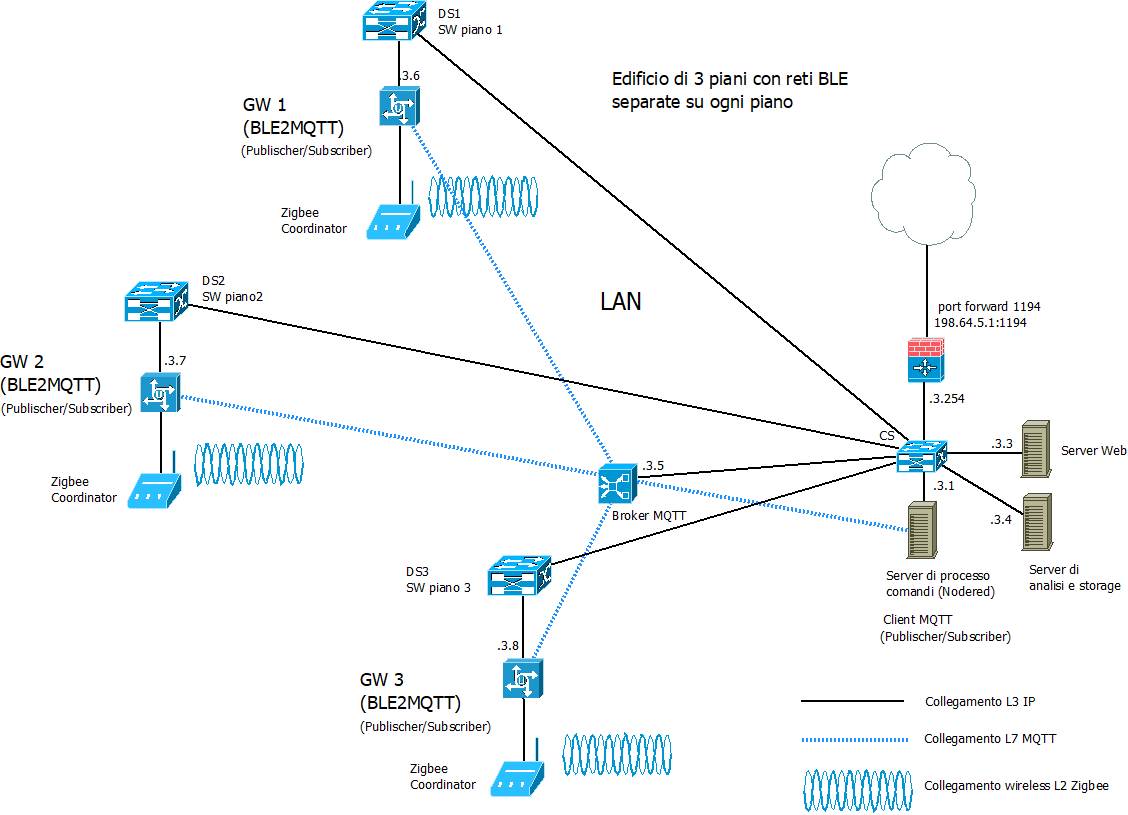 DS1
SW piano 1
.3.6
GW 1
(BLE2MQTT)
(Publischer/Subscriber)
Edificio di 3 piani con reti BLE
separate su ogni piano
Zigbee
Coordinator
DS2
SW piano2
LAN
port forward 1194
198.64.5.1:1194
.3.7
GW 2
(BLE2MQTT)
(Publischer/Subscriber)
.3.254
CS
.3.3
Server Web
Zigbee
Coordinator
.3.5
Broker MQTT
.3.1
.3.4
Server di processo
comandi (Nodered)
Client MQTT
(Publischer/Subscriber)
Server di
analisi e storage
DS3
SW piano 3
.3.8
GW 3
(BLE2MQTT)
(Publischer/Subscriber)
Zigbee
Coordinator
Collegamento L3 IP
Collegamento L7 MQTT
Collegamento wireless L2 Zigbee